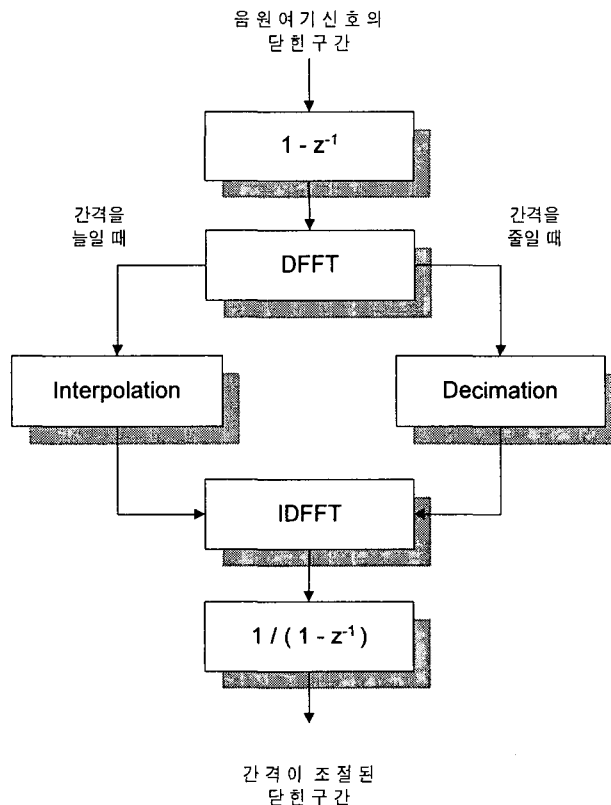 음원여기신호의
닫힌구간
1 - z⁻¹
간격을
늘일 때
간격을
줄일 때
DFFT
Interpolation
Decimation
IDFFT
1 / ( 1 - z⁻¹ )
간격이 조절된
닫힌구간